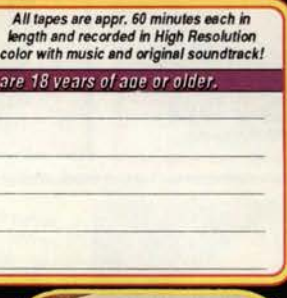 All tapes are appr. 60 minutes each in
length and recorded in High Resolution
color with music and original soundtrack!
are 18 years of age or older.